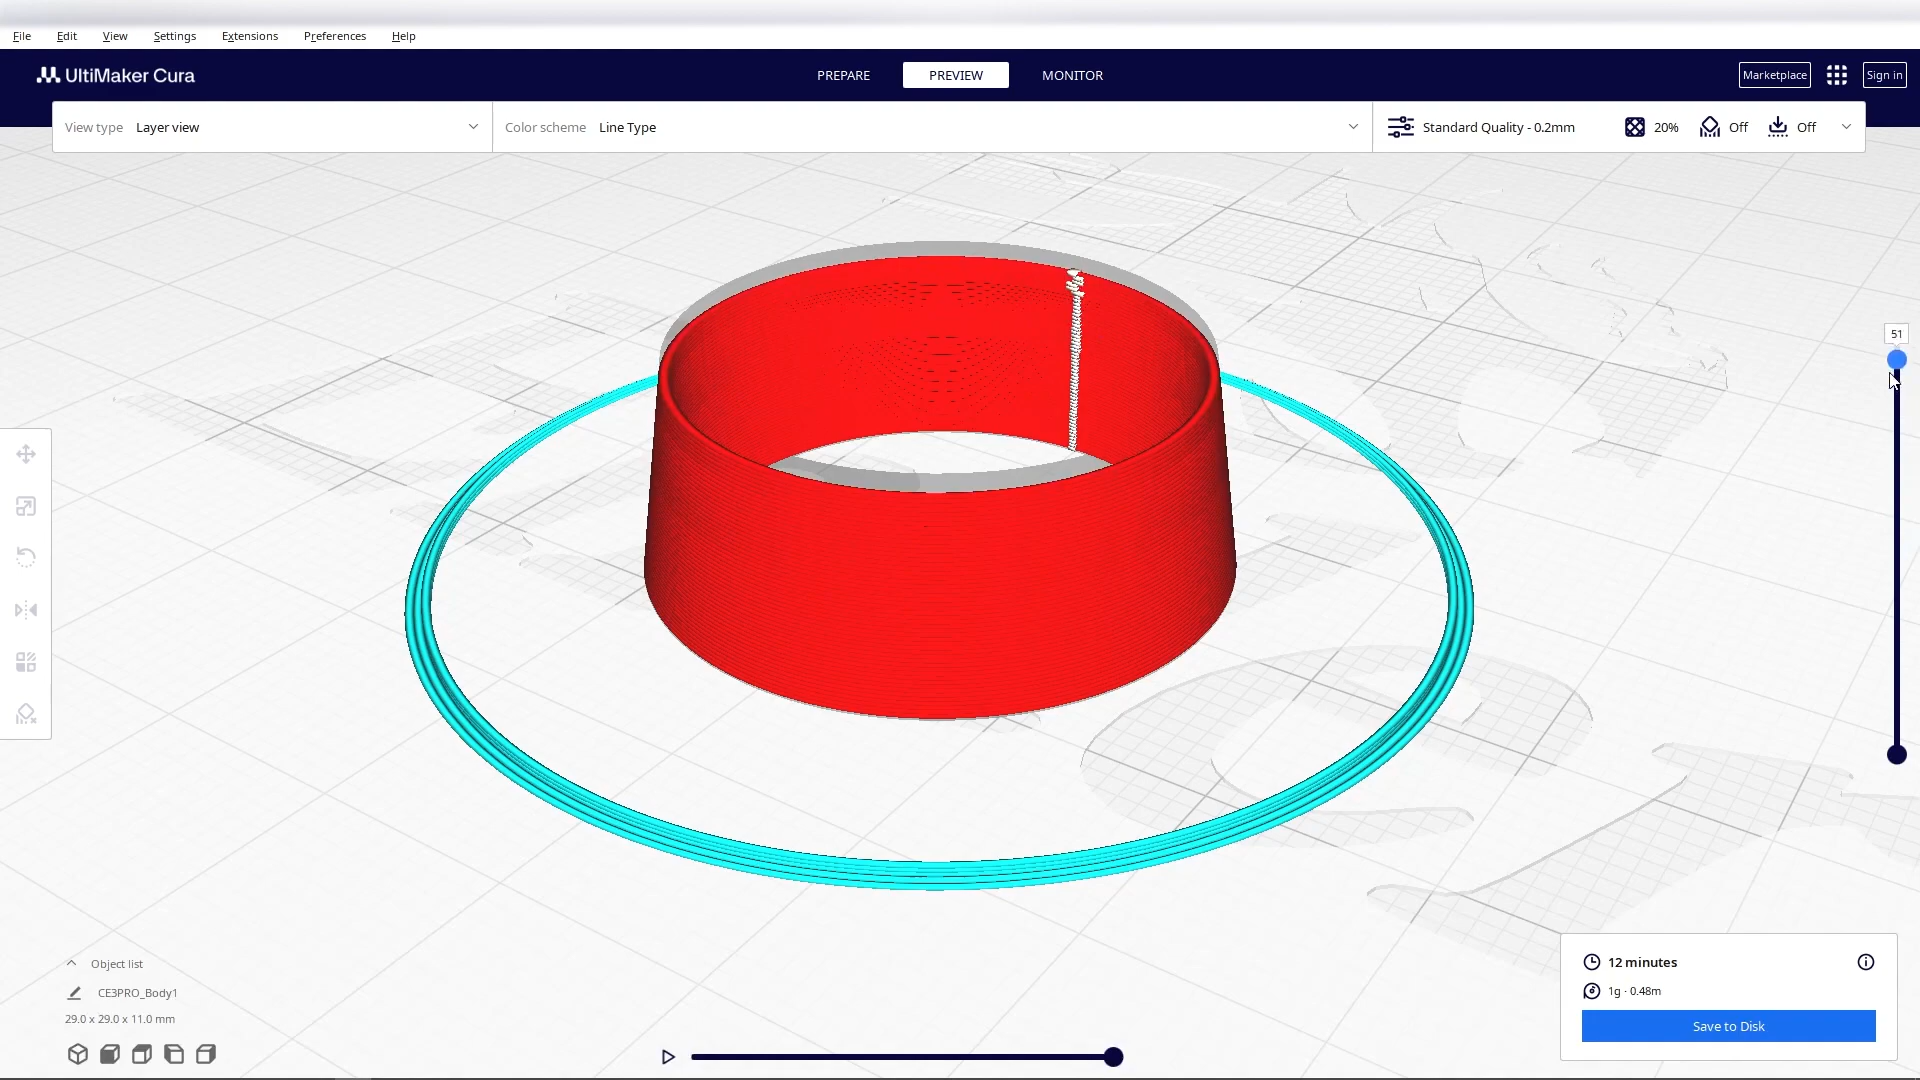 File Edit View Settings Extensions Preferences Help
UltiMaker Cura PREPARE PREVIEW MONITOR Marketplace Sign in
View type Layer view Color scheme Line Type Standard Quality - 0.2mm 20% Off Off
51
Object list
CE3PRO_Body1
29.0 x 29.0 x 11.0 mm
12 minutes
1g · 0.48m
Save to Disk